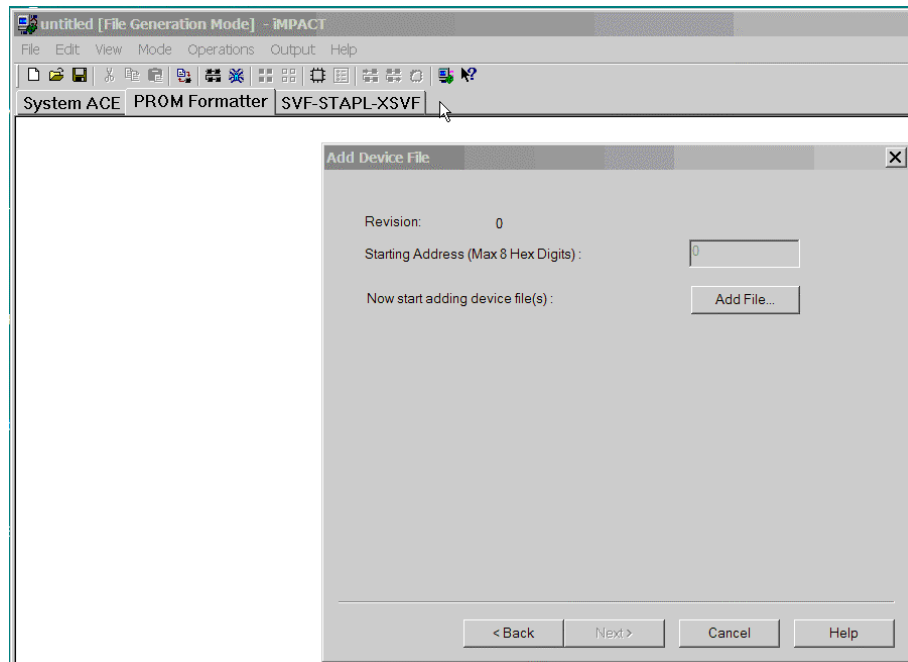 untitled [File Generation Mode] - iMPACT
File Edit View Mode Operations Output Help
System ACE PROM Formatter SVF-STAPL-XSVF
Add Device File
Revision: 0
Starting Address (Max 8 Hex Digits) : 0
Now start adding device file(s) : Add File...
< Back Next > Cancel Help